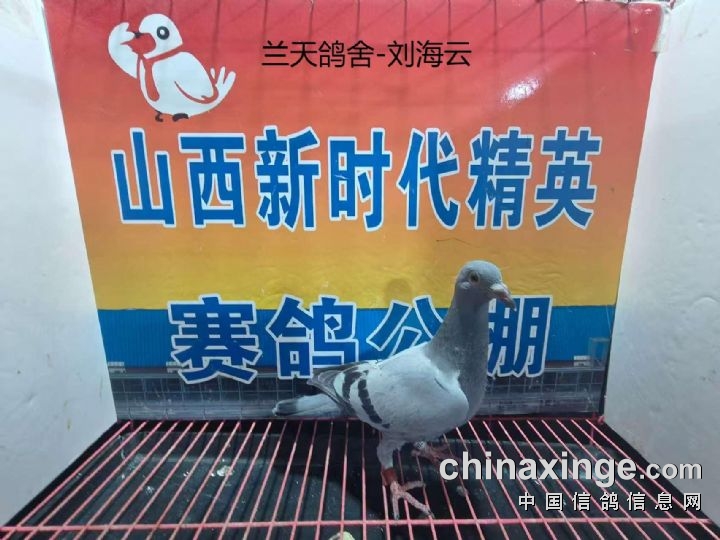 兰天鸽舍-刘海云
山西新时代精英
赛鸽公棚
chinaxinge.com
中国信鸽信息网